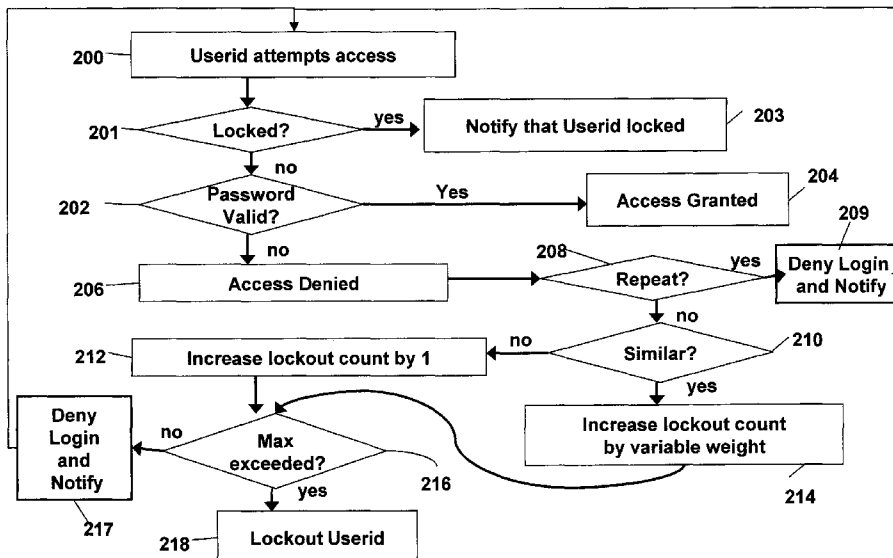 200
Userid attempts access
201
Locked?
yes
Notify that Userid locked
203
no
202
Password
Valid?
Yes
Access Granted
204
no
206
Access Denied
208
Repeat?
yes
209
Deny Login
and Notify
no
212
Increase lockout count by 1
no
Similar?
210
yes
Deny
Login
and
Notify
217
no
Max
exceeded?
216
Increase lockout count
by variable weight
214
yes
218
Lockout Userid